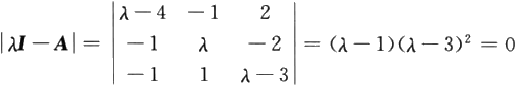 |λI − A| = | λ−4 −1 2 | = (λ−1)(λ−3)² = 0
| −1 λ −2 |
| −1 1 λ−3 |